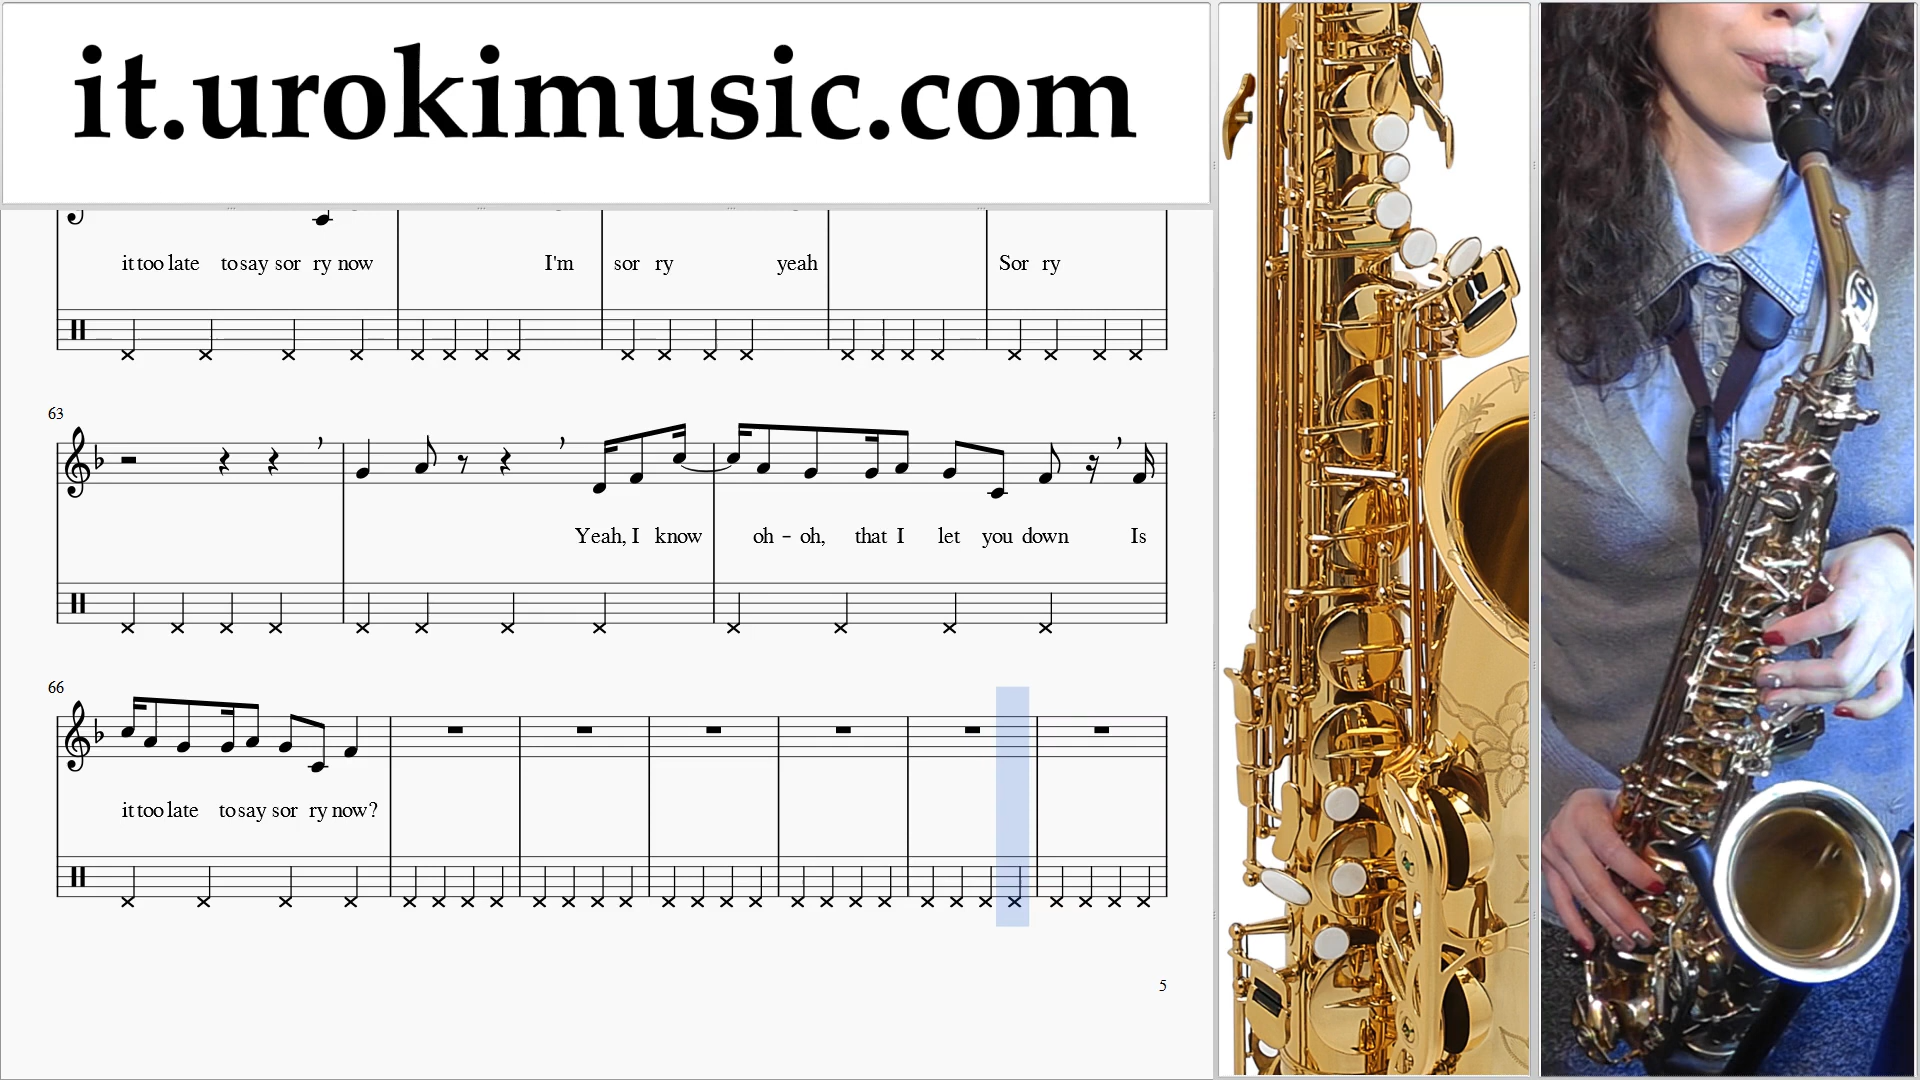 it.urokimusic.com
it too late to say sor ry now I'm sor ry yeah Sor ry
63
Yeah, I know oh - oh, that I let you down Is
66
it too late to say sor ry now?
5